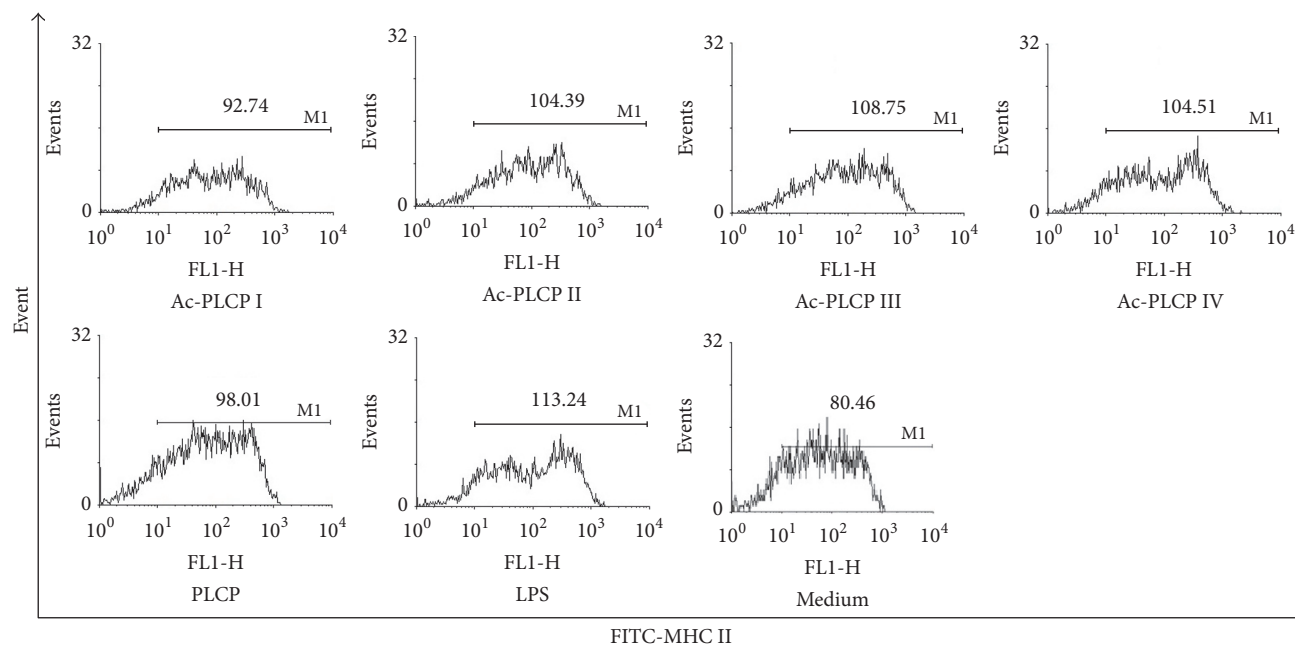 32
92.74
M1
Events
0
10^0 10^1 10^2 10^3 10^4
FL1-H
Ac-PLCP I
32
104.39
M1
Events
0
10^0 10^1 10^2 10^3 10^4
FL1-H
Ac-PLCP II
32
108.75
M1
Events
0
10^0 10^1 10^2 10^3 10^4
FL1-H
Ac-PLCP III
32
104.51
M1
Events
0
10^0 10^1 10^2 10^3 10^4
FL1-H
Ac-PLCP IV
Event
32
98.01
M1
Events
0
10^0 10^1 10^2 10^3 10^4
FL1-H
PLCP
32
113.24
M1
Events
0
10^0 10^1 10^2 10^3 10^4
FL1-H
LPS
32
80.46
M1
Events
0
10^0 10^1 10^2 10^3 10^4
FL1-H
Medium
FITC-MHC II